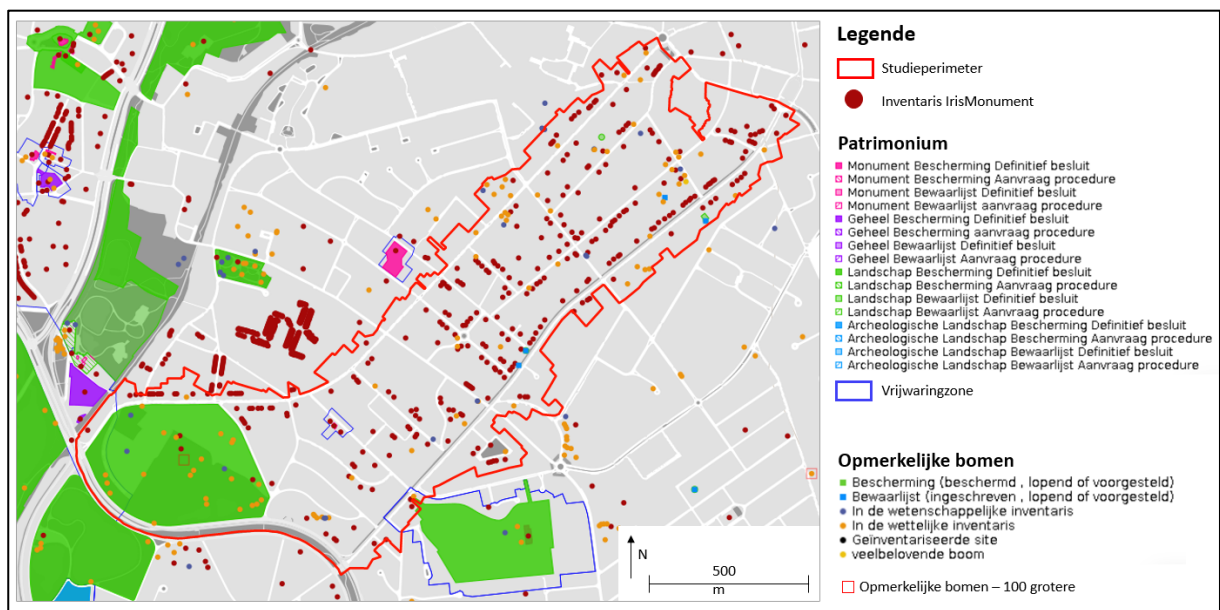 Legende
Studieperimeter
Inventaris IrisMonument
Patrimonium
Monument Bescherming Definitief besluit
Monument Bescherming Aanvraag procedure
Monument Bewaarlijst Definitief besluit
Monument Bewaarlijst aanvraag procedure
Geheel Bescherming Definitief besluit
Geheel Bescherming aanvraag procedure
Geheel Bewaarlijst Definitief besluit
Geheel Bewaarlijst Aanvraag procedure
Landschap Bescherming Definitief besluit
Landschap Bescherming Aanvraag procedure
Landschap Bewaarlijst Definitief besluit
Landschap Bewaarlijst Aanvraag procedure
Archeologische Landschap Bescherming Definitief besluit
Archeologische Landschap Bescherming Aanvraag procedure
Archeologische Landschap Bewaarlijst Definitief besluit
Archeologische Landschap Bewaarlijst Aanvraag procedure
Vrijwaringzone
Opmerkelijke bomen
Bescherming (beschermd , lopend of voorgesteld)
Bewaarlijst (ingeschreven , lopend of voorgesteld)
In de wetenschappelijke inventaris
In de wettelijke inventaris
Geïnventariseerde site
veelbelovende boom
Opmerkelijke bomen – 100 grotere
N
500
m